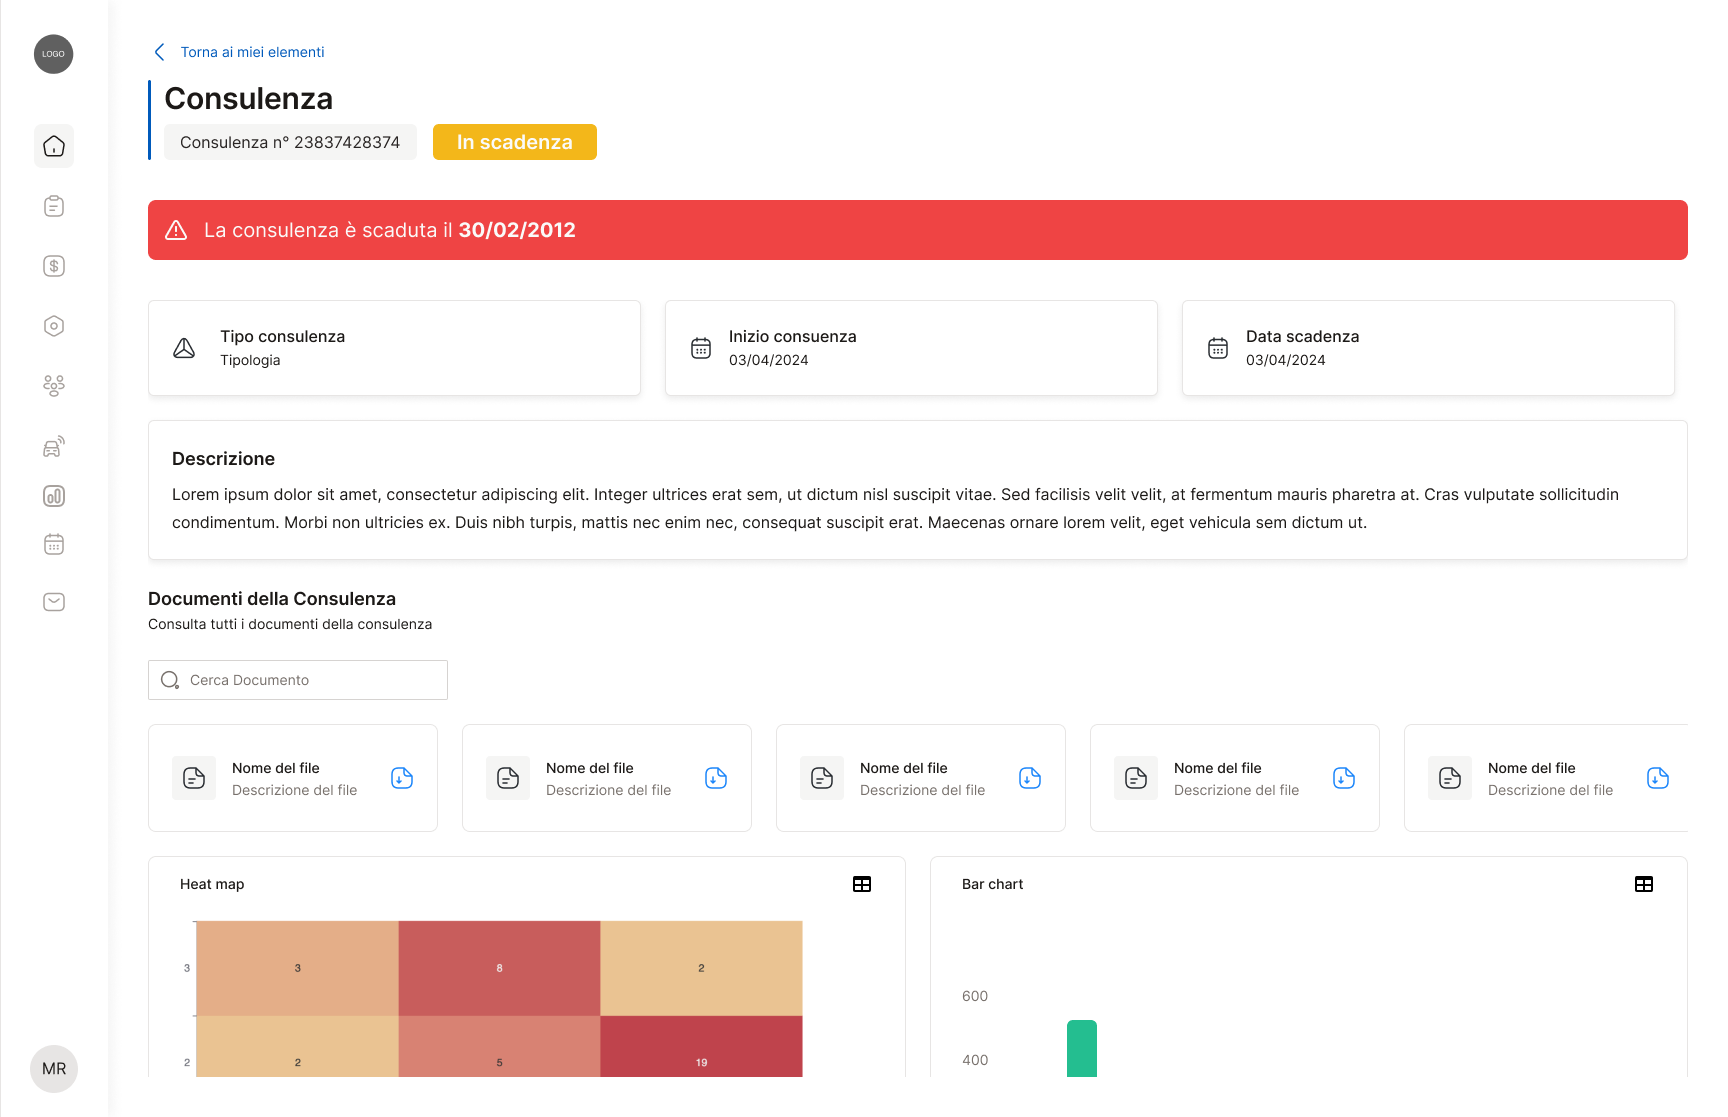 LOGO
Torna ai miei elementi
Consulenza
Consulenza n° 23837428374
In scadenza
La consulenza è scaduta il 30/02/2012
Tipo consulenza
Tipologia
Inizio consuenza
03/04/2024
Data scadenza
03/04/2024
Descrizione
Lorem ipsum dolor sit amet, consectetur adipiscing elit. Integer ultrices erat sem, ut dictum nisl suscipit vitae. Sed facilisis velit velit, at fermentum mauris pharetra at. Cras vulputate sollicitudin
condimentum. Morbi non ultricies ex. Duis nibh turpis, mattis nec enim nec, consequat suscipit erat. Maecenas ornare lorem velit, eget vehicula sem dictum ut.
Documenti della Consulenza
Consulta tutti i documenti della consulenza
Cerca Documento
Nome del file
Descrizione del file
Nome del file
Descrizione del file
Nome del file
Descrizione del file
Nome del file
Descrizione del file
Nome del file
Descrizione del file
Heat map
3 3 8 2
2 2 5 19
Bar chart
600
400
MR